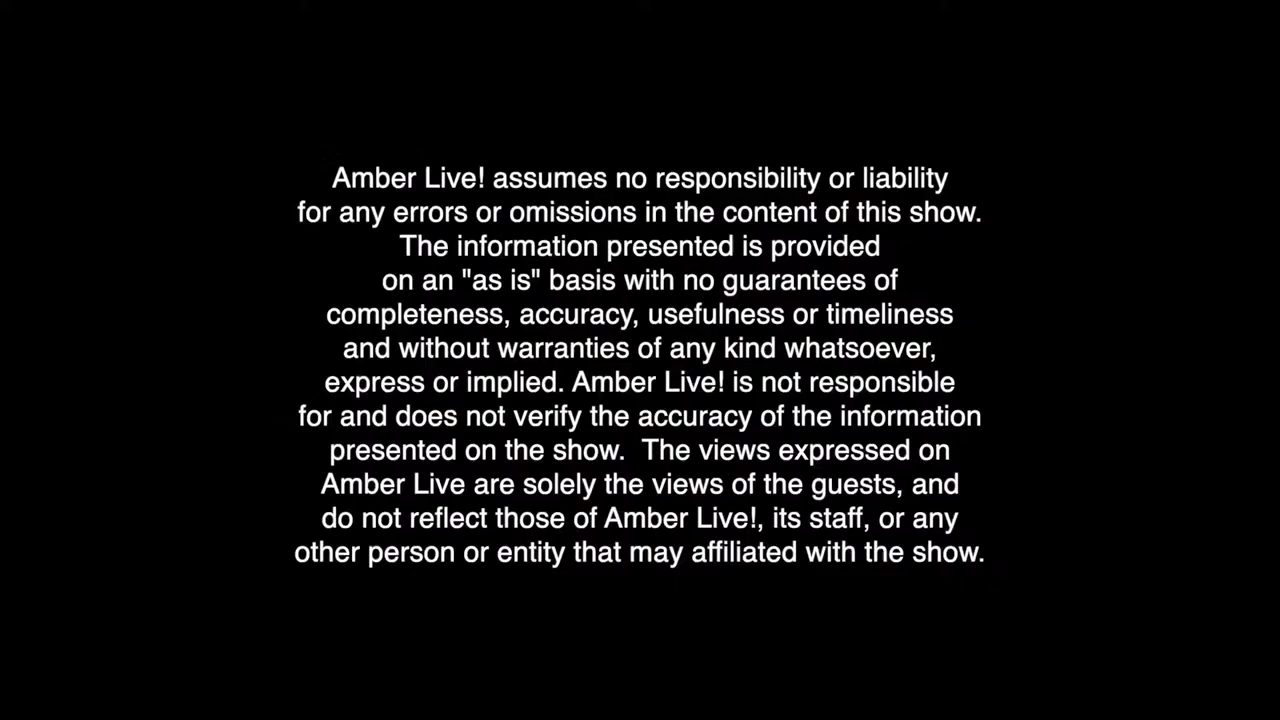 Amber Live! assumes no responsibility or liability
for any errors or omissions in the content of this show.
The information presented is provided
on an "as is" basis with no guarantees of
completeness, accuracy, usefulness or timeliness
and without warranties of any kind whatsoever,
express or implied. Amber Live! is not responsible
for and does not verify the accuracy of the information
presented on the show.  The views expressed on
Amber Live are solely the views of the guests, and
do not reflect those of Amber Live!, its staff, or any
other person or entity that may affiliated with the show.